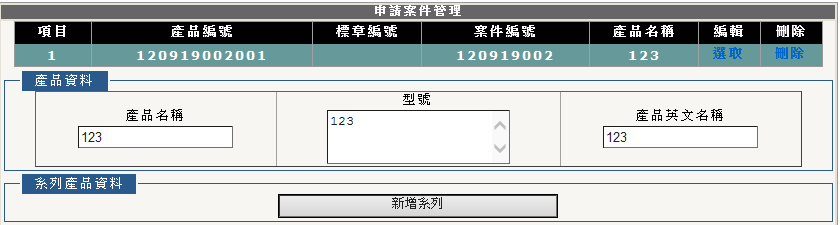 申請案件管理
項目 產品編號 標章編號 案件編號 產品名稱 編輯 刪除
1 120919002001 120919002 123 選取 刪除
產品資料
產品名稱 型號 產品英文名稱
123 123 123
系列產品資料
新增系列